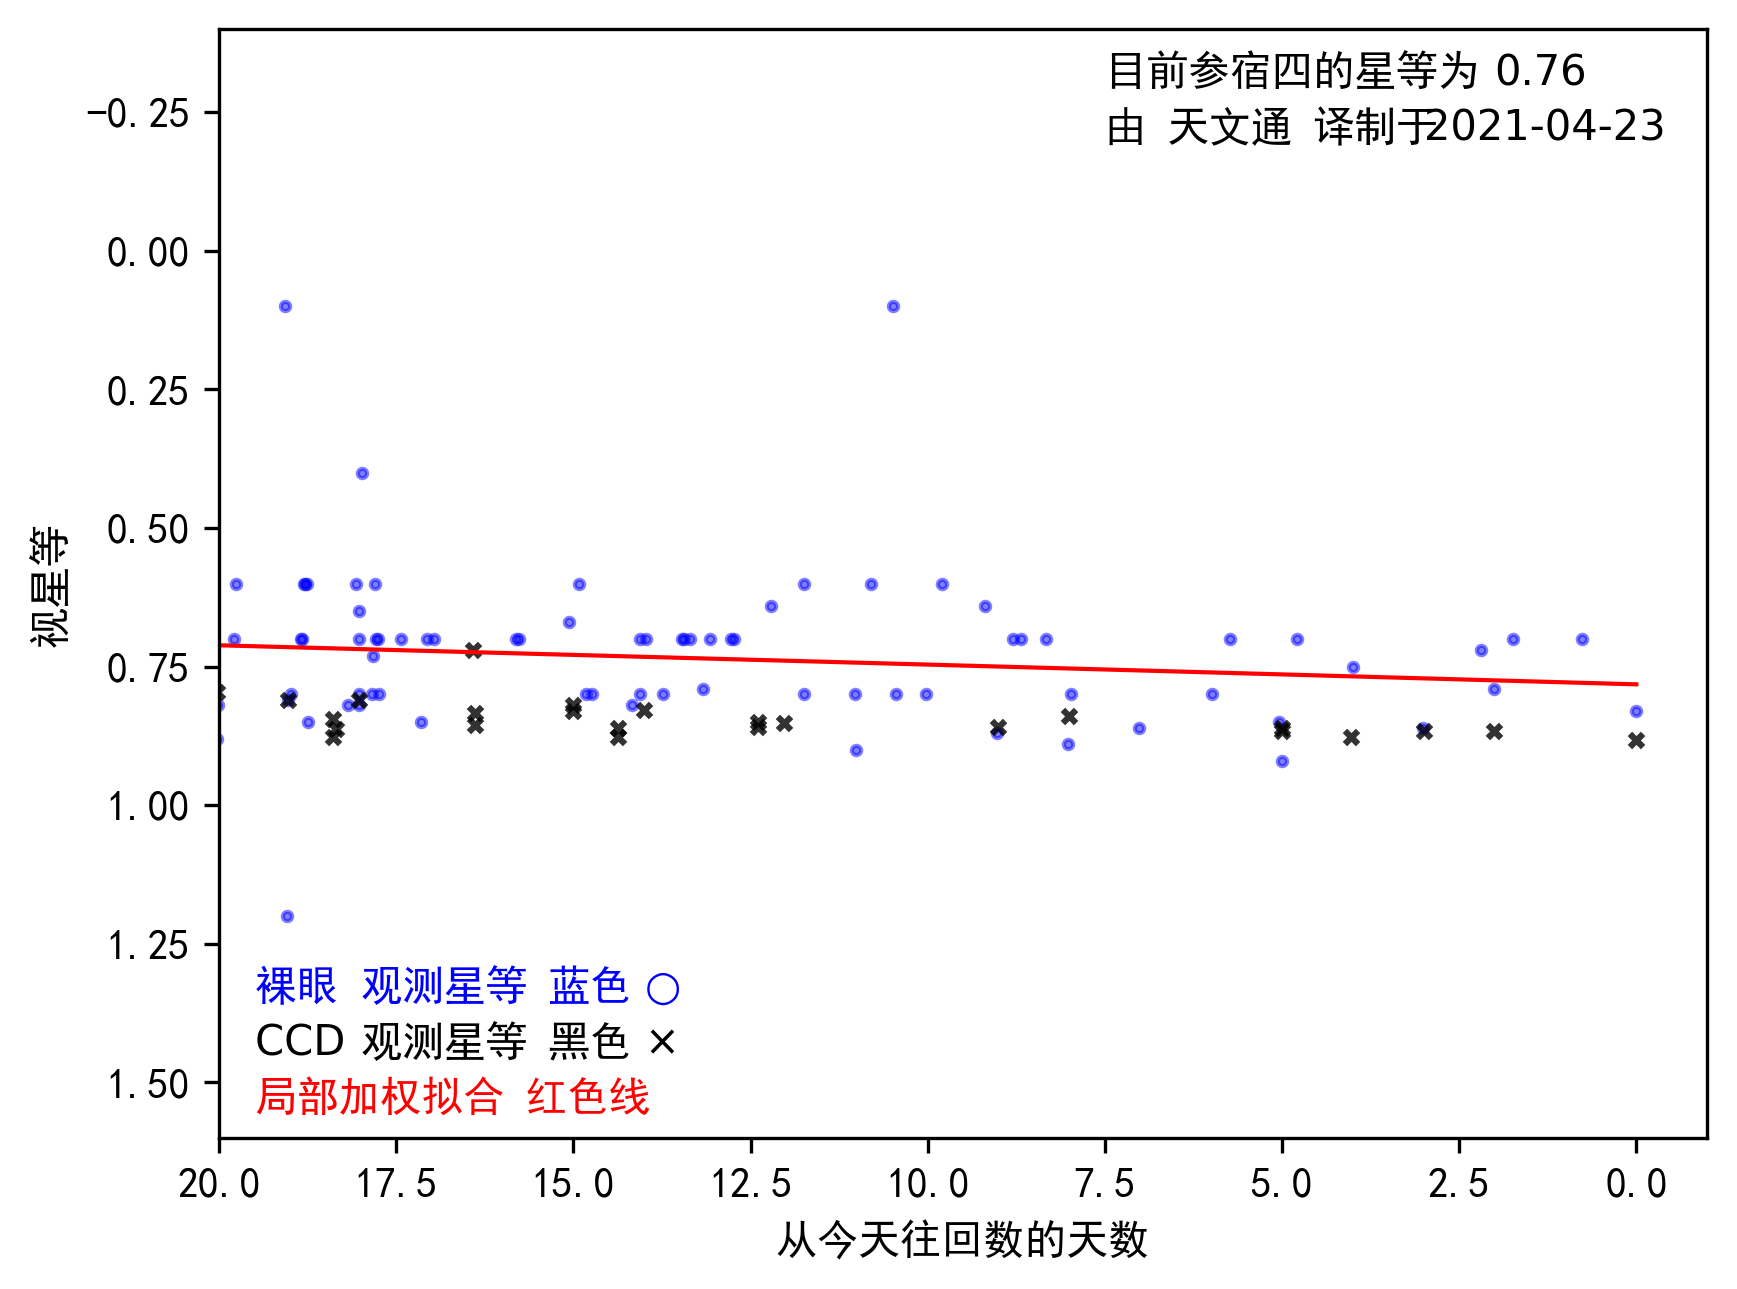 目前参宿四的星等为 0.76
由 天文通 译制于2021-04-23
视星等
−0.25
0.00
0.25
0.50
0.75
1.00
1.25
1.50
裸眼 观测星等 蓝色 ○
CCD 观测星等 黑色 ×
局部加权拟合 红色线
20.0 17.5 15.0 12.5 10.0 7.5 5.0 2.5 0.0
从今天往回数的天数